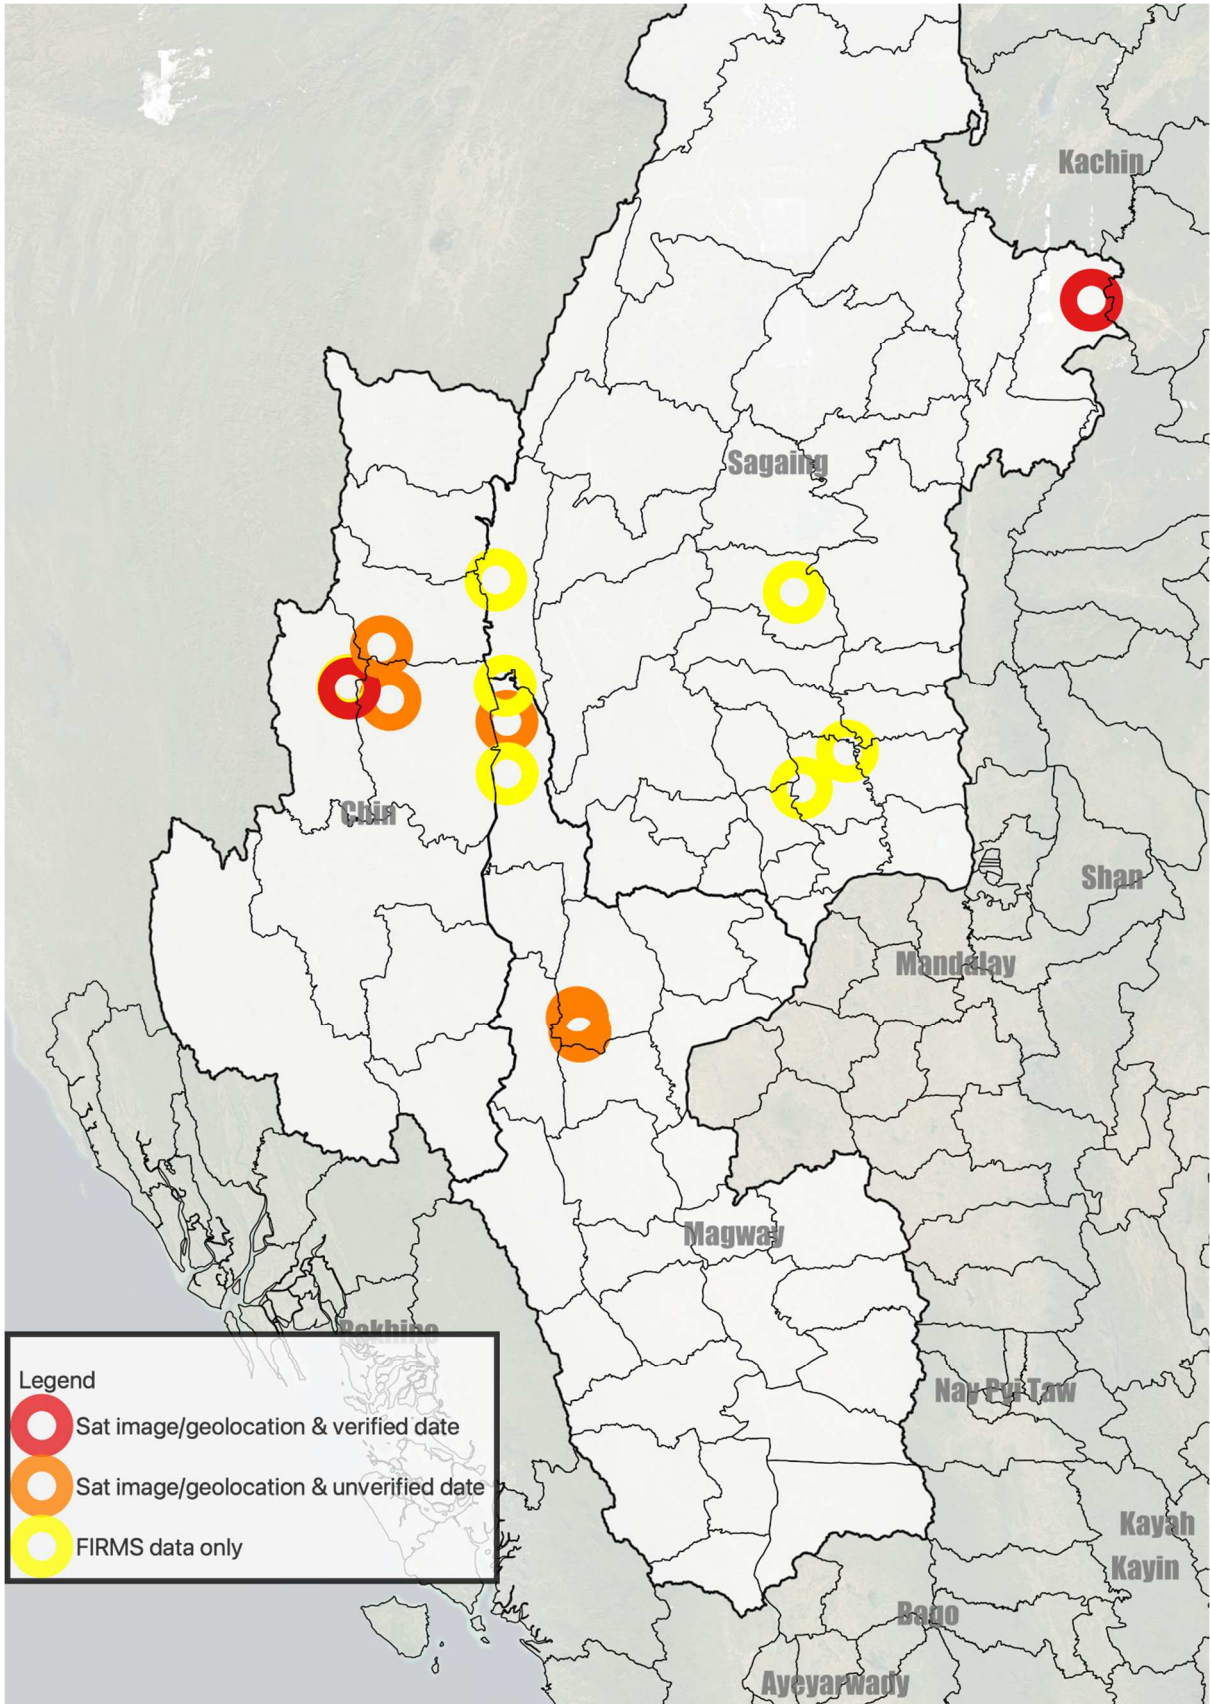 Kachin
Sagaing
Chin
Shan
Mandalay
Magway
Rakhine
Nay Pyi Taw
Legend
Sat image/geolocation & verified date
Sat image/geolocation & unverified date
FIRMS data only
Kayah
Kayin
Bago
Ayeyarwady